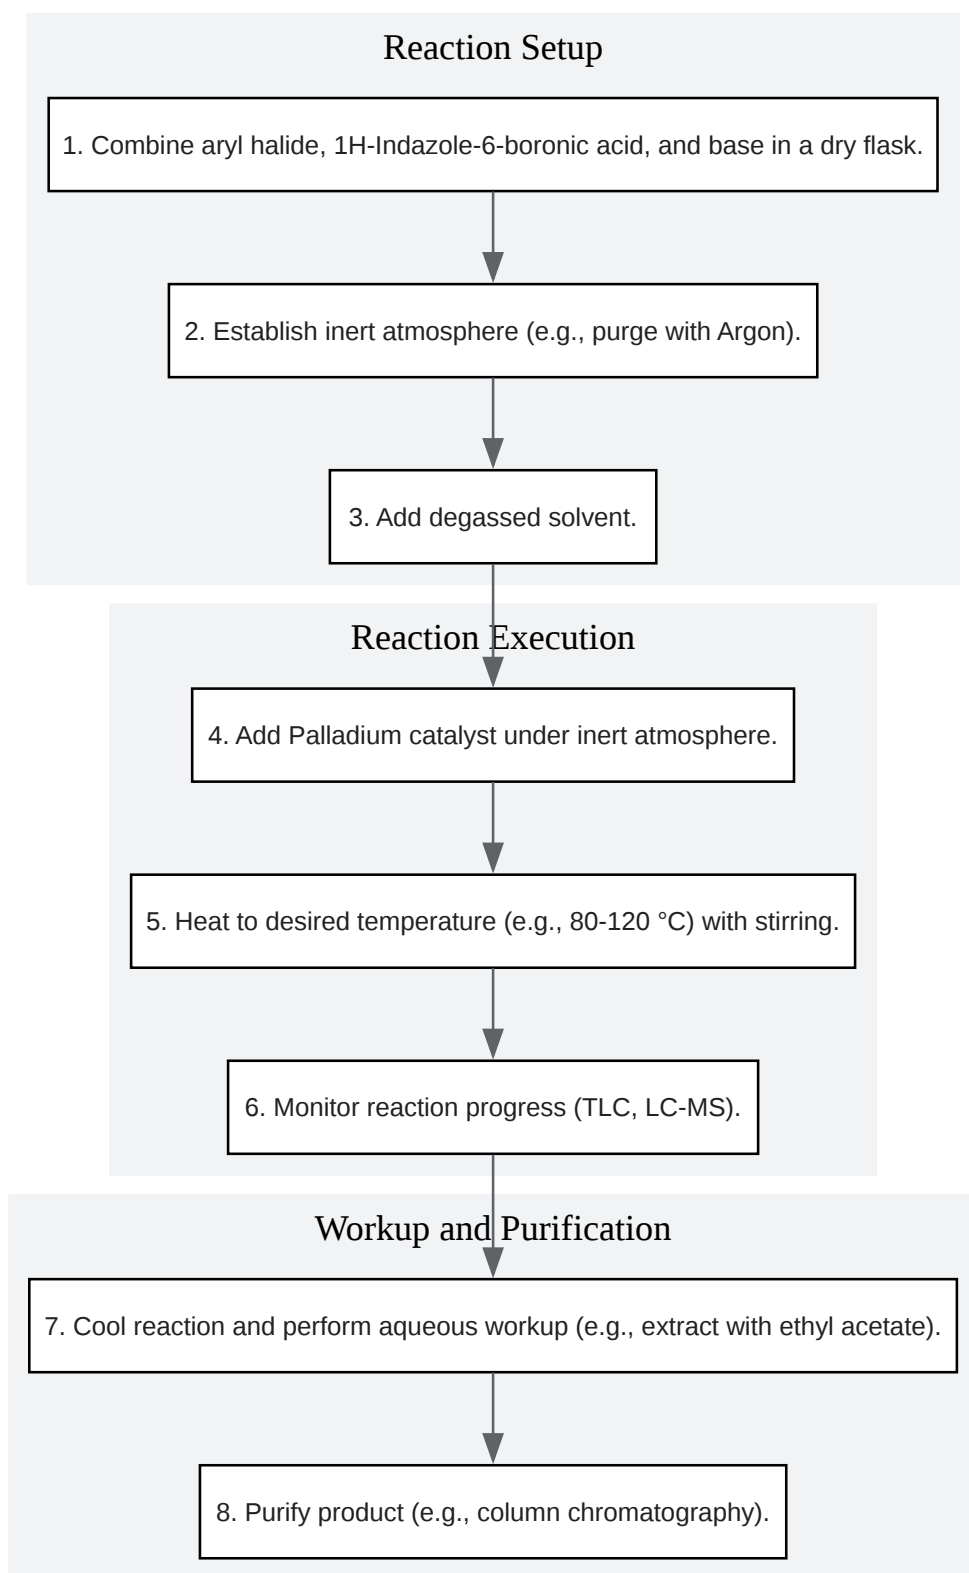 Reaction Setup
1. Combine aryl halide, 1H-Indazole-6-boronic acid, and base in a dry flask.
2. Establish inert atmosphere (e.g., purge with Argon).
3. Add degassed solvent.
Reaction Execution
4. Add Palladium catalyst under inert atmosphere.
5. Heat to desired temperature (e.g., 80-120 °C) with stirring.
6. Monitor reaction progress (TLC, LC-MS).
Workup and Purification
7. Cool reaction and perform aqueous workup (e.g., extract with ethyl acetate).
8. Purify product (e.g., column chromatography).